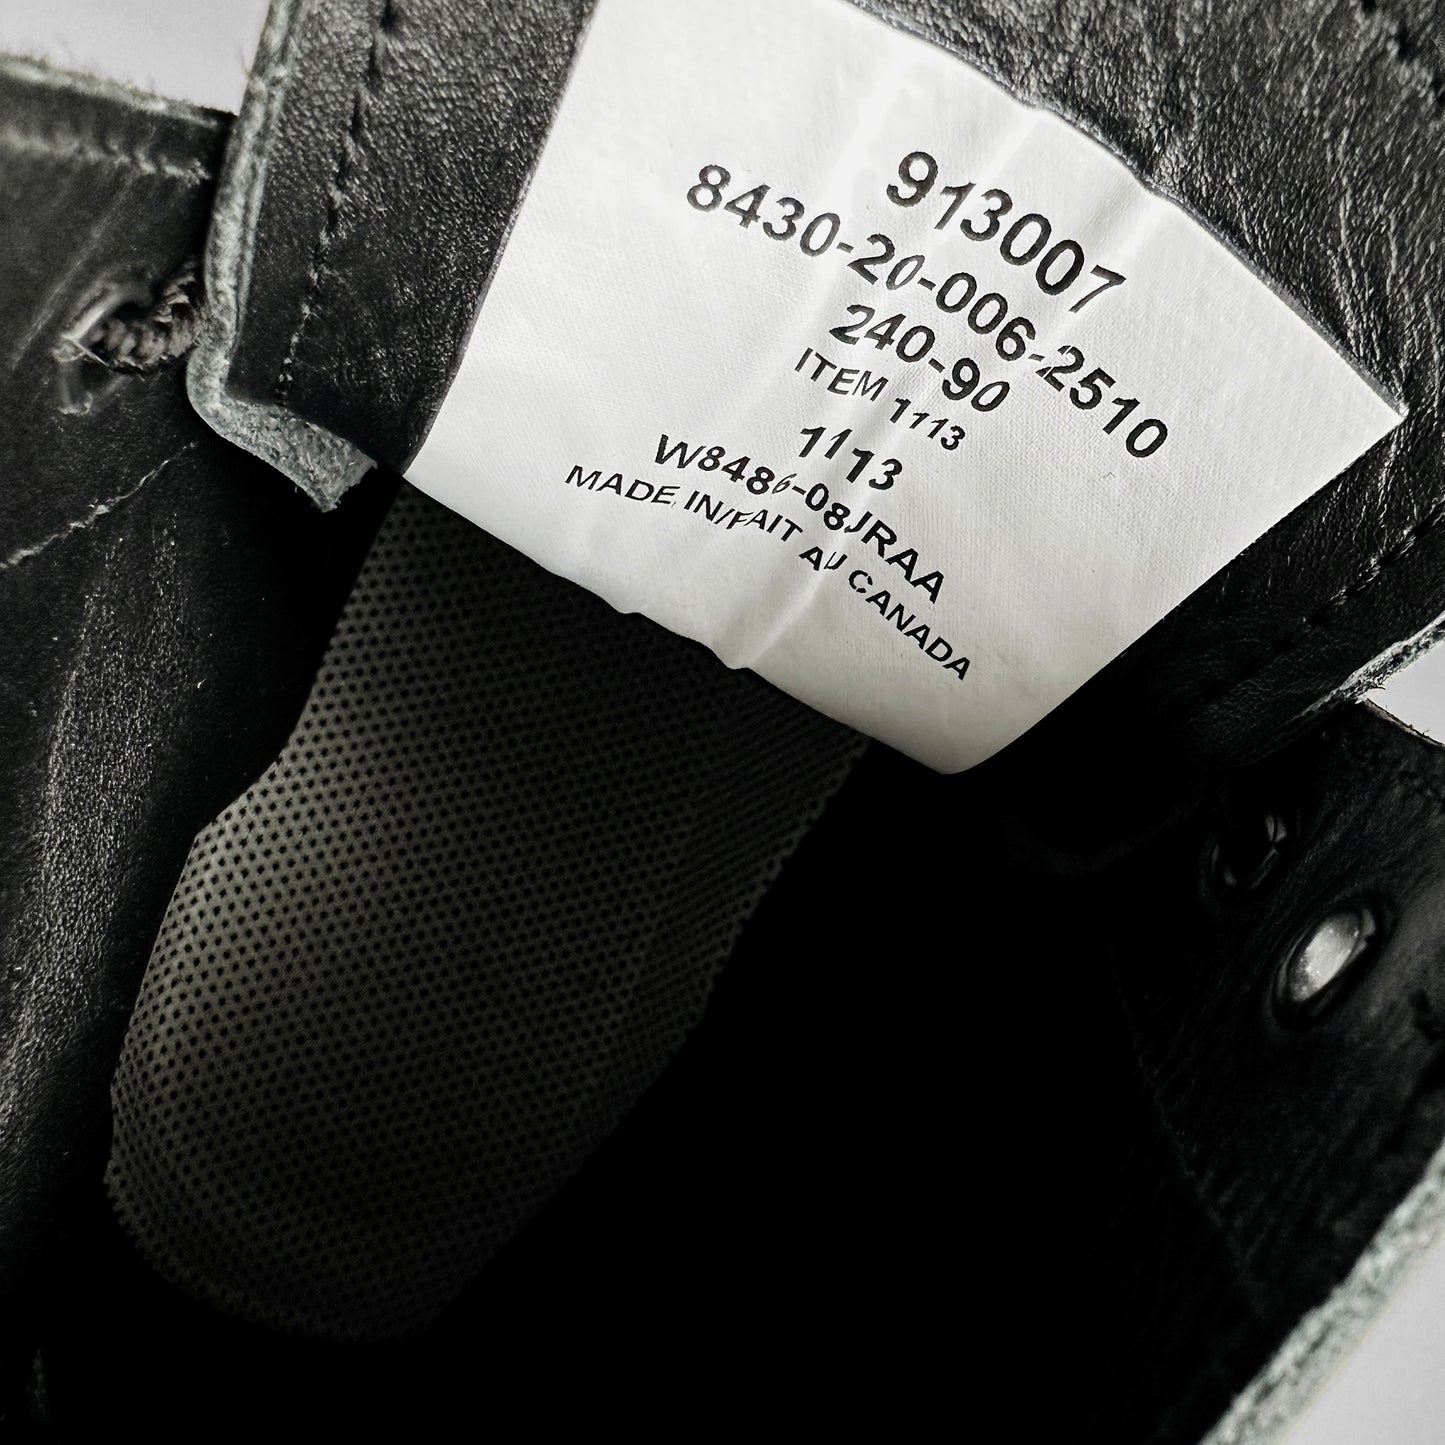 913007
8430-20-006-2510
240-90
ITEM 1113
1113
W8486-08JRAA
MADE IN/FAIT AU CANADA